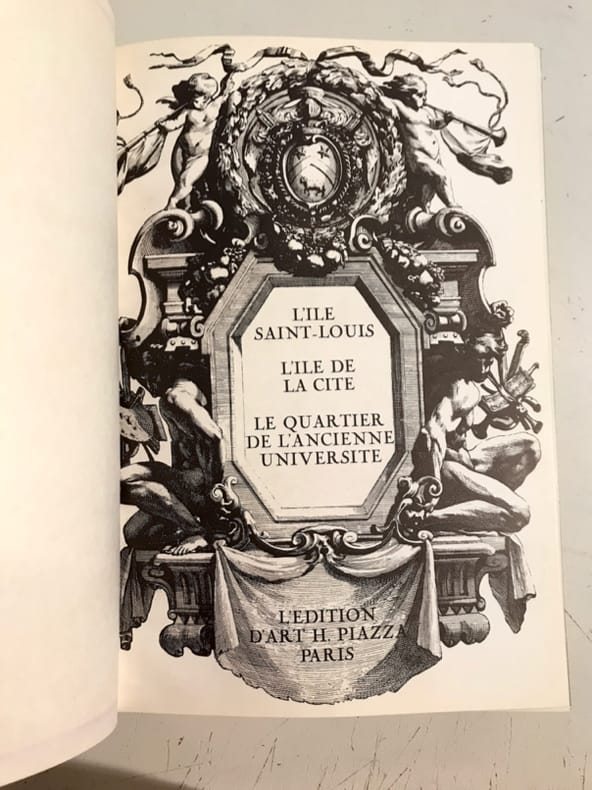 L'ILE
SAINT-LOUIS
L'ILE DE
LA CITE
LE QUARTIER
DE L'ANCIENNE
UNIVERSITE
L'EDITION
D'ART H. PIAZZA
PARIS